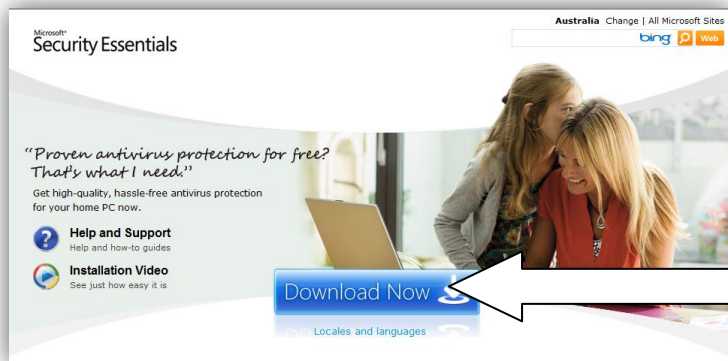 Australia Change | All Microsoft Sites
Microsoft®
Security Essentials
bing Web
“Proven antivirus protection for free?
That's what I need.”
Get high-quality, hassle-free antivirus protection
for your home PC now.
Help and Support
Help and how-to guides
Installation Video
See just how easy it is
Download Now
Locales and languages